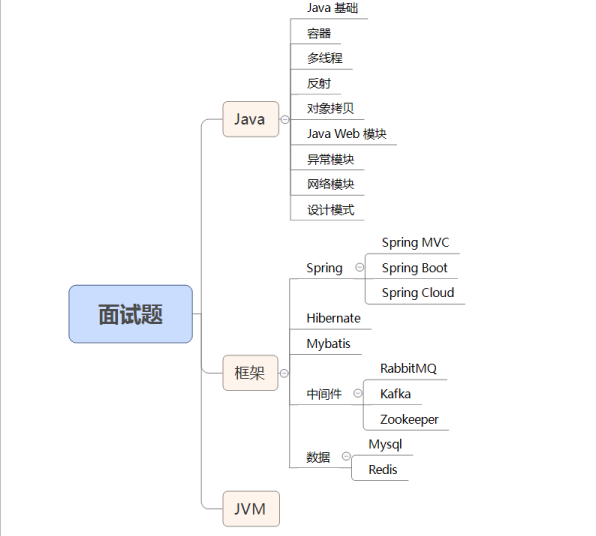 面试题
Java
Java 基础
容器
多线程
反射
对象拷贝
Java Web 模块
异常模块
网络模块
设计模式
框架
Spring
Spring MVC
Spring Boot
Spring Cloud
Hibernate
Mybatis
中间件
RabbitMQ
Kafka
Zookeeper
数据
Mysql
Redis
JVM